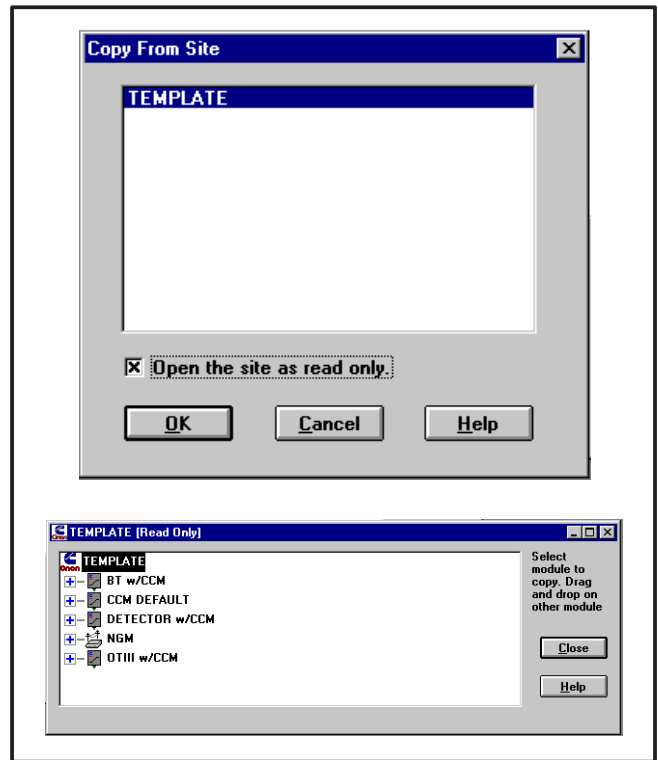 Copy From Site
TEMPLATE
Open the site as read only.
OK
Cancel
Help
TEMPLATE [Read Only]
Onan
TEMPLATE
BT w/CCM
CCM DEFAULT
DETECTOR w/CCM
NGM
OTIII w/CCM
Select
module to
copy. Drag
and drop on
other module
Close
Help